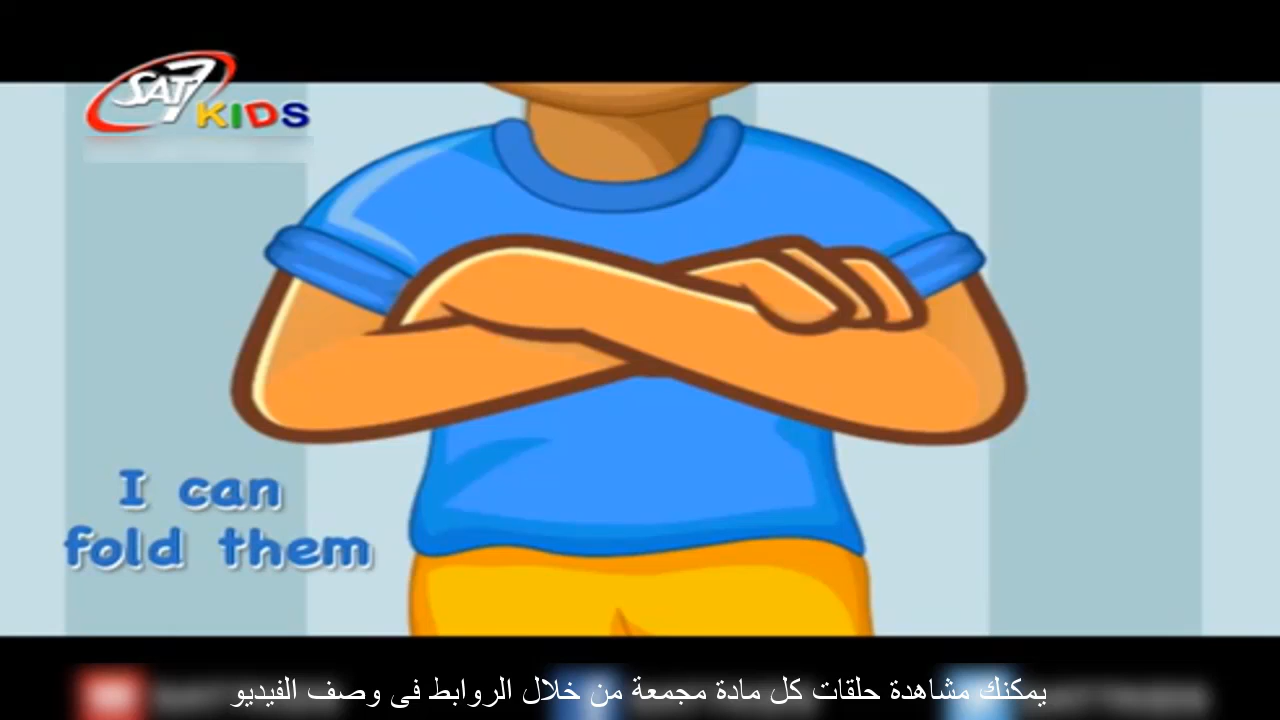 SAT7
KIDS
I can
fold them
يمكنك مشاهدة حلقات كل مادة مجمعة من خلال الروابط فى وصف الفيديو